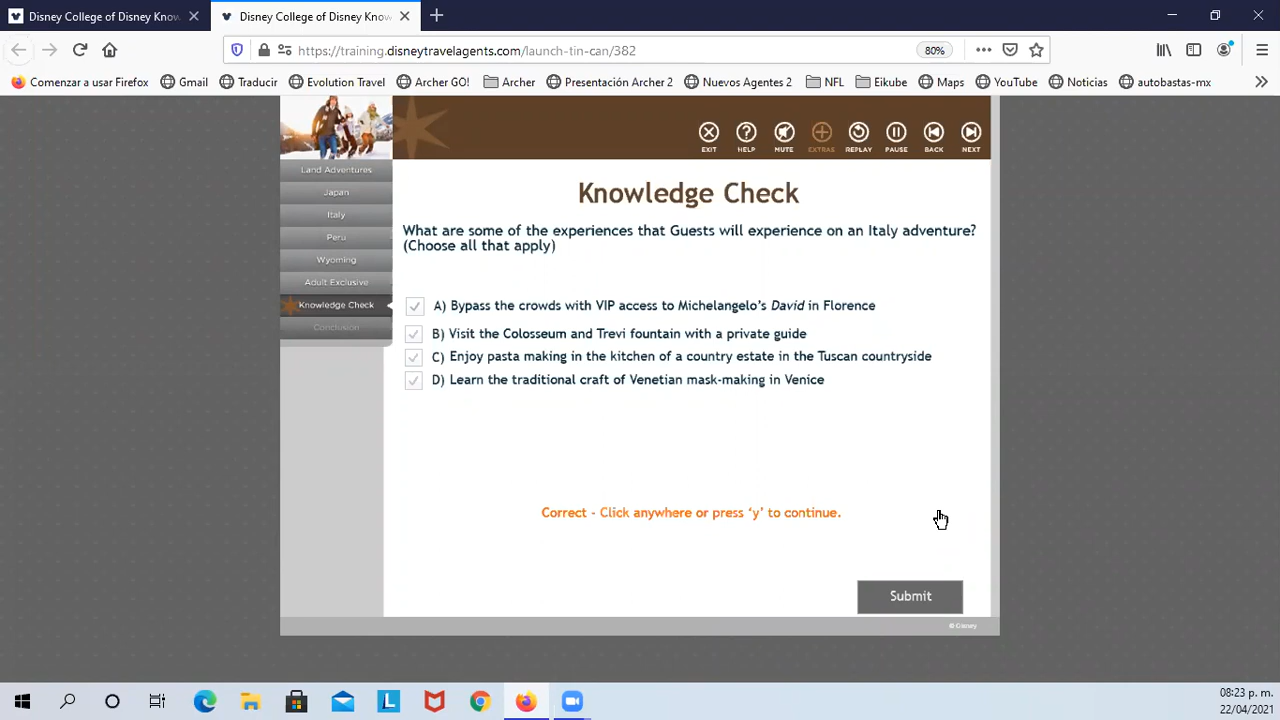 Disney College of Disney Know
Disney College of Disney Know
https://training.disneytravelagents.com/launch-tin-can/382
80%
Comenzar a usar Firefox
Gmail
Traducir
Evolution Travel
Archer GO!
Archer
Presentación Archer 2
Nuevos Agentes 2
NFL
Eikube
Maps
YouTube
Noticias
autobastas-mx
EXIT
HELP
MUTE
EXTRAS
REPLAY
PAUSE
BACK
NEXT
Land Adventures
Japan
Italy
Peru
Wyoming
Adult Exclusive
Knowledge Check
Conclusion
Knowledge Check
What are some of the experiences that Guests will experience on an Italy adventure?
(Choose all that apply)
A) Bypass the crowds with VIP access to Michelangelo's David in Florence
B) Visit the Colosseum and Trevi fountain with a private guide
C) Enjoy pasta making in the kitchen of a country estate in the Tuscan countryside
D) Learn the traditional craft of Venetian mask-making in Venice
Correct - Click anywhere or press 'y' to continue.
Submit
© Disney
08:23 p. m.
22/04/2021